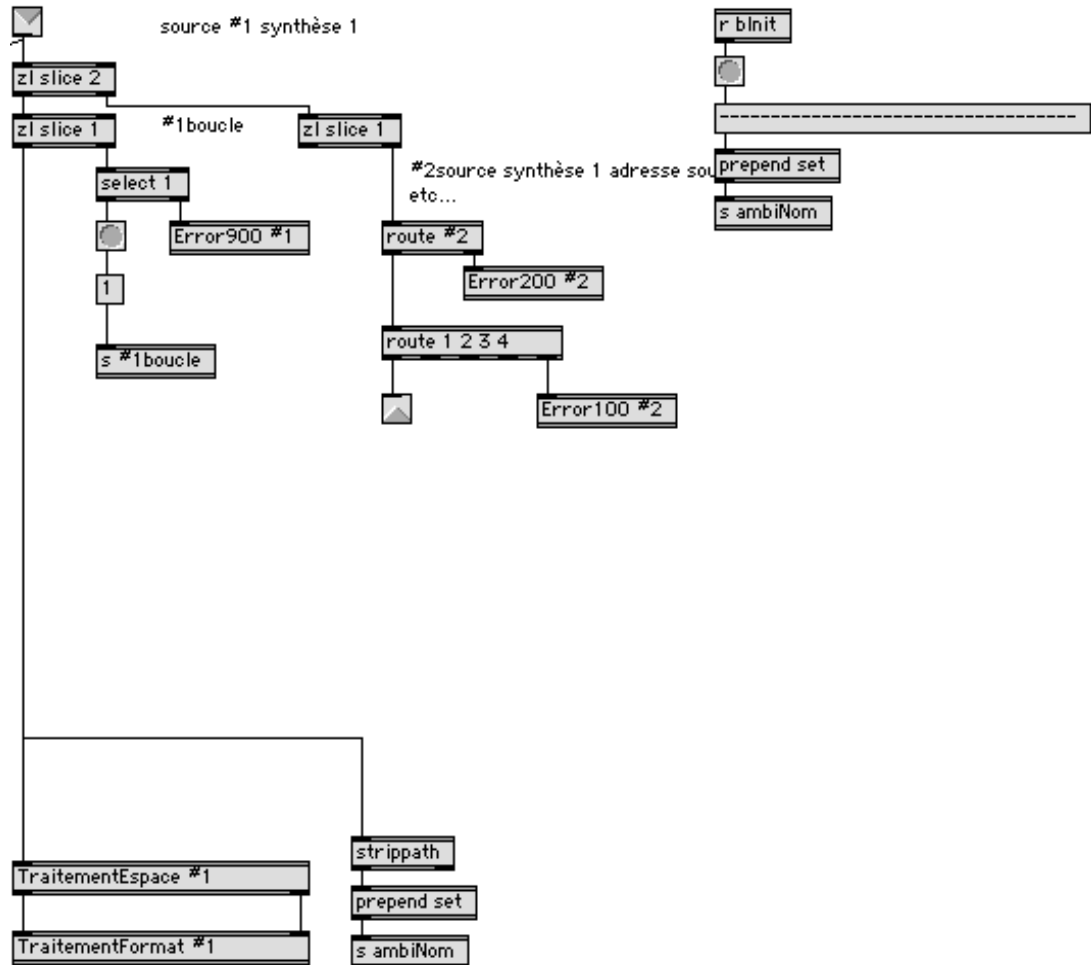 source #1 synthèse 1
r bInit
zl slice 2
zl slice 1
#1boucle
zl slice 1
------------------------------------
#2source synthèse 1 adresse sou
etc...
prepend set
select 1
s ambiNom
Error900 #1
route #2
Error200 #2
1
route 1 2 3 4
s #1boucle
Error100 #2
strippath
TraitementEspace #1
prepend set
TraitementFormat #1
s ambiNom